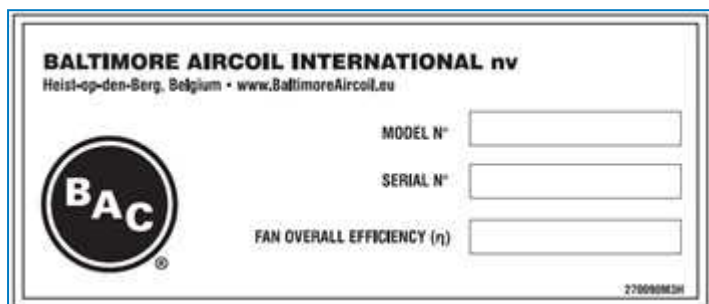 BALTIMORE AIRCOIL INTERNATIONAL nv
Heist-op-den-Berg, Belgium • www.BaltimoreAircoil.eu
MODEL N°
SERIAL N°
BAC
®
FAN OVERALL EFFICIENCY (η)
270090M3H